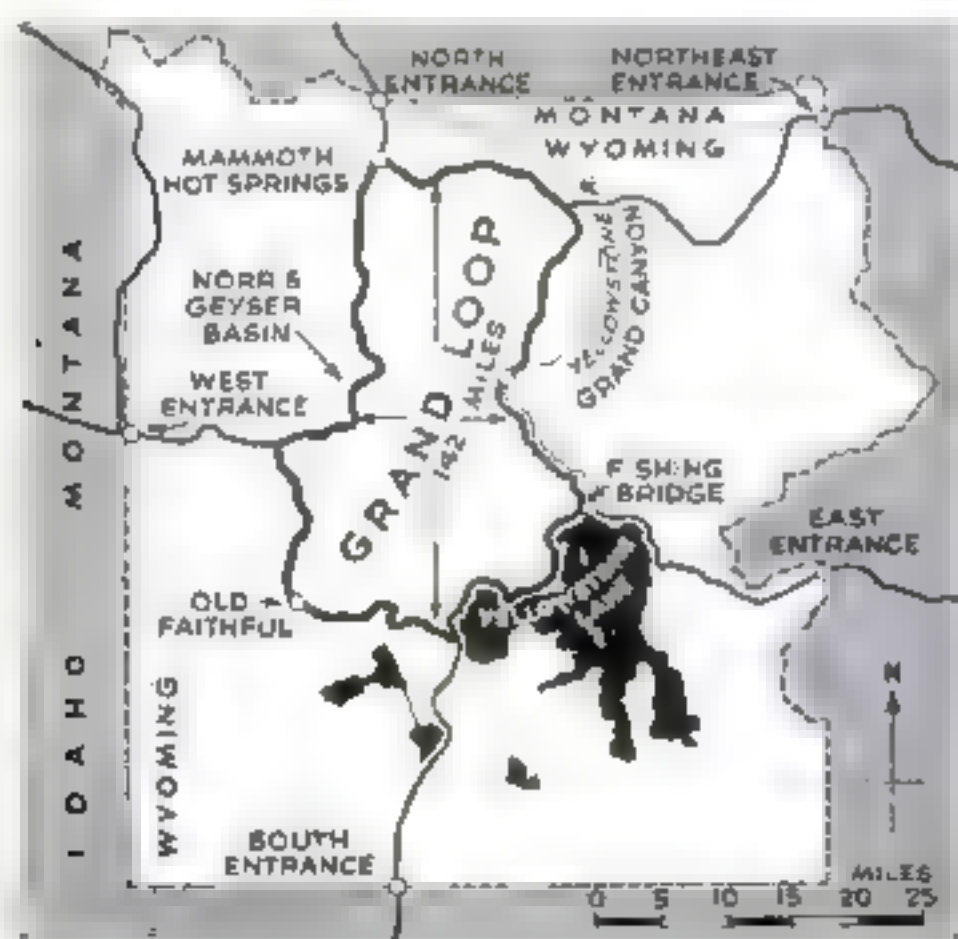 NORTH
ENTRANCE
NORTHEAST
ENTRANCE
MONTANA
WYOMING
MAMMOTH
HOT SPRINGS
GRAND LOOP
142 MILES
YELLOWSTONE
GRAND CANYON
NORRIS
GEYSER
BASIN
WEST
ENTRANCE
MONTANA
FISHING
BRIDGE
EAST
ENTRANCE
OLD
FAITHFUL
IDAHO
WYOMING
N
SOUTH
ENTRANCE
MILES
0 5 10 15 20 25